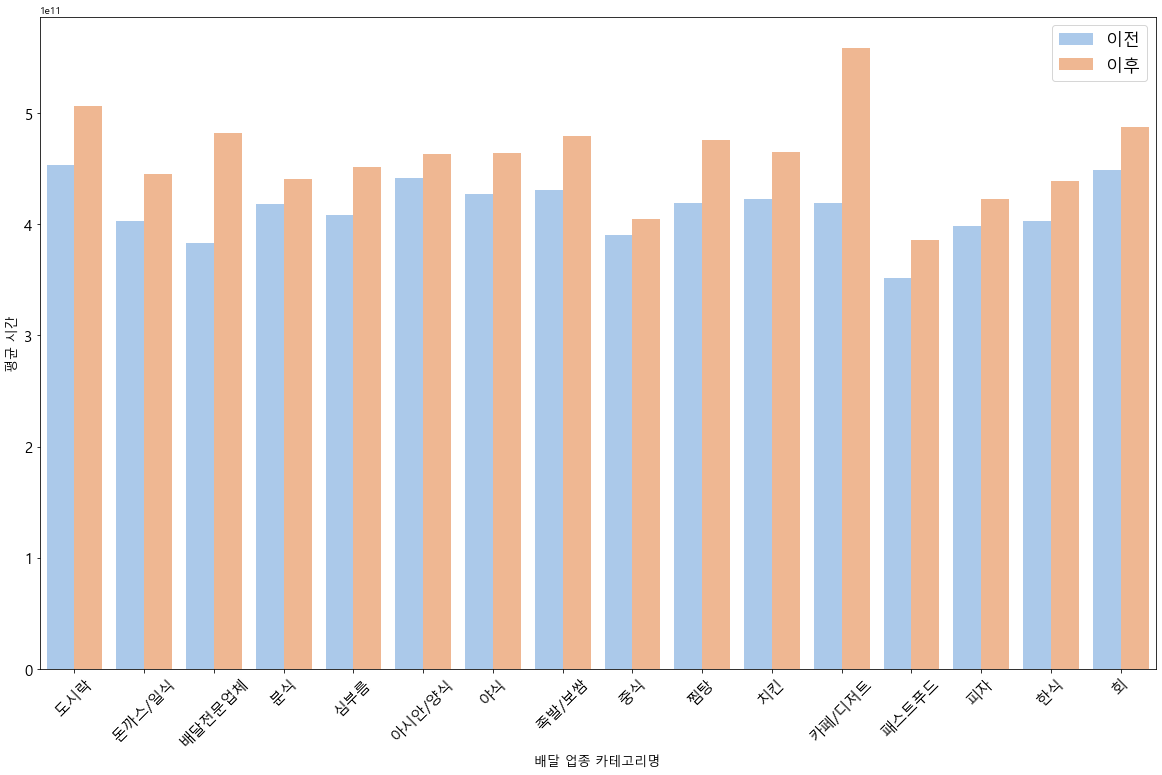 1e11
이전
이후
5
4
3
2
1
0
평균 시간
도시락
돈까스/일식
배달전문업체
분식
심부름
아시안/양식
야식
족발/보쌈
중식
찜탕
치킨
카페/디저트
패스트푸드
피자
한식
회
배달 업종 카테고리명